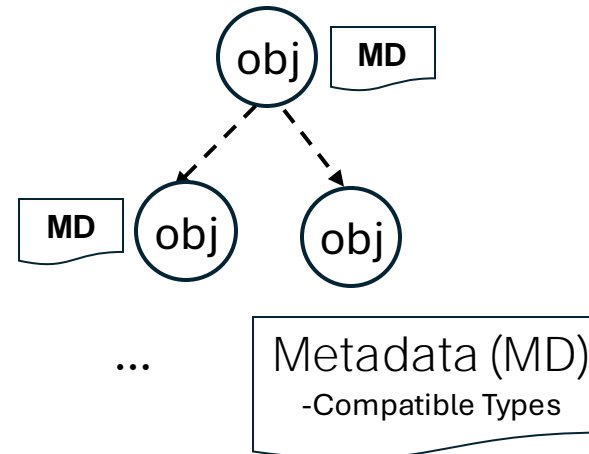 obj
MD
MD
obj
obj
...
Metadata (MD)
-Compatible Types